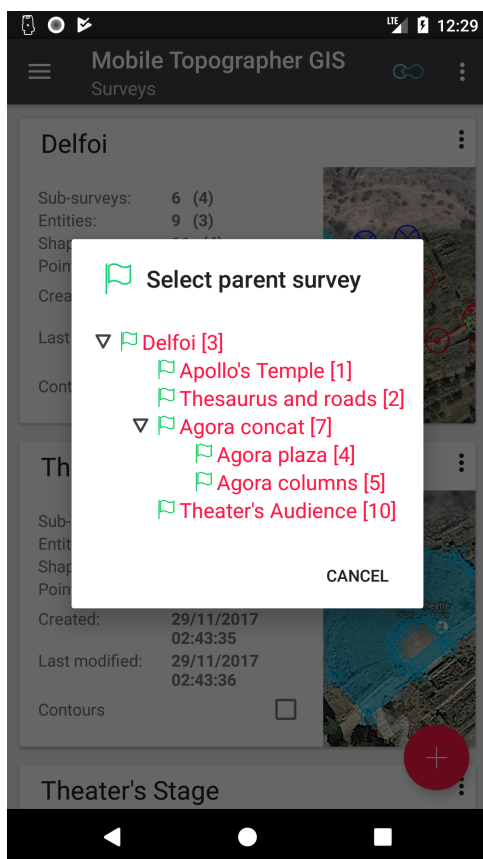 LTE 12:29
Mobile Topographer GIS
Surveys
Delfoi
Sub-surveys: 6 (4)
Entities: 9 (3)
Select parent survey
Delfoi [3]
Apollo's Temple [1]
Thesaurus and roads [2]
Agora concat [7]
Agora plaza [4]
Agora columns [5]
Theater's Audience [10]
CANCEL
Created: 29/11/2017
02:43:35
Last modified: 29/11/2017
02:43:36
Contours
Theater's Stage